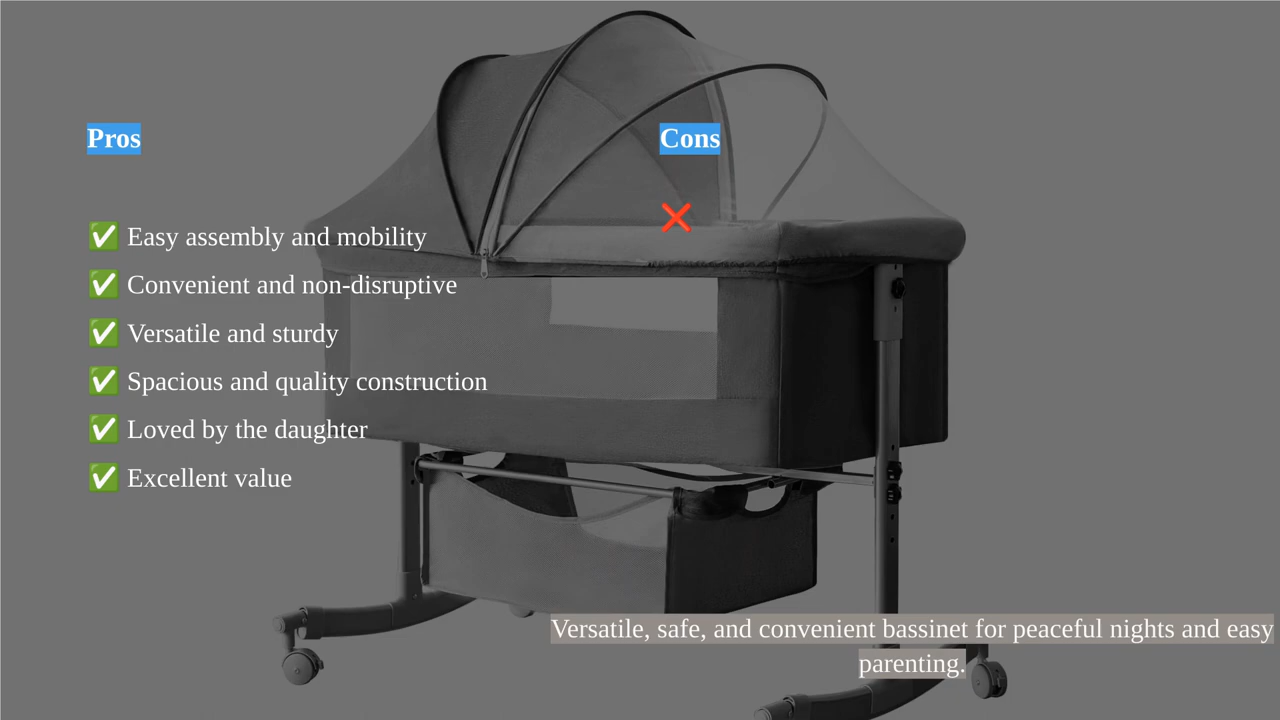 Pros
✅ Easy assembly and mobility
✅ Convenient and non-disruptive
✅ Versatile and sturdy
✅ Spacious and quality construction
✅ Loved by the daughter
✅ Excellent value
Cons
❌
Versatile, safe, and convenient bassinet for peaceful nights and easy
parenting.